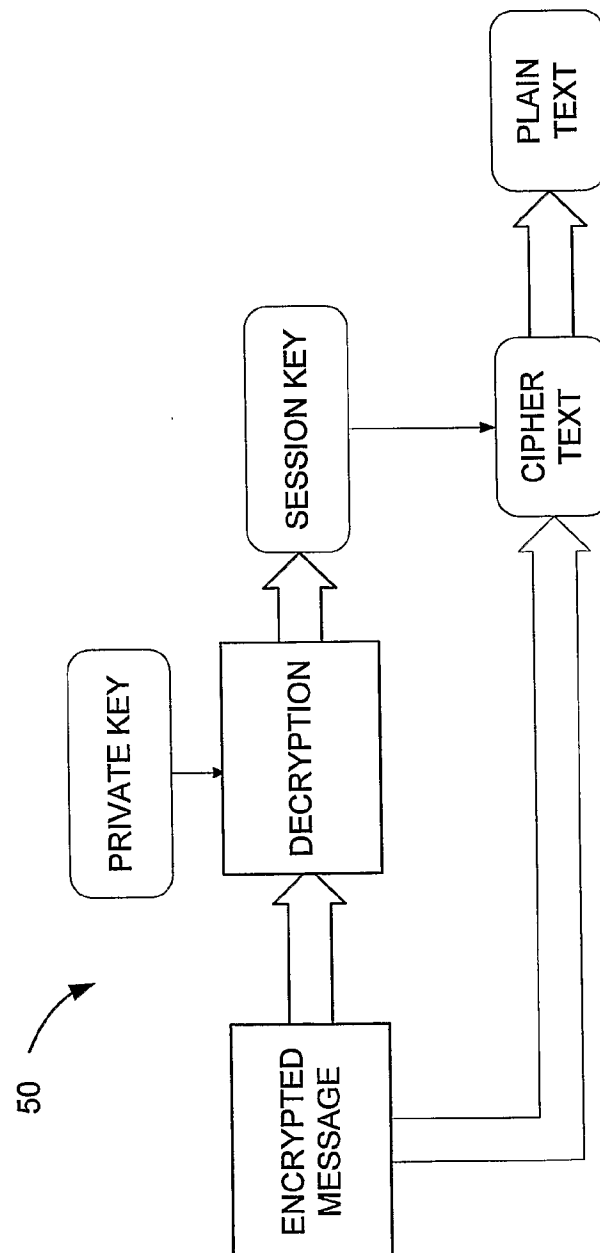 50
ENCRYPTED
MESSAGE
PRIVATE KEY
DECRYPTION
SESSION KEY
CIPHER
TEXT
PLAIN
TEXT